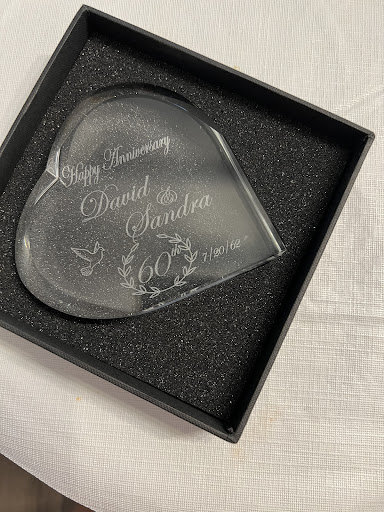 Happy Anniversary
David &
Sandra
60th 7/20/62